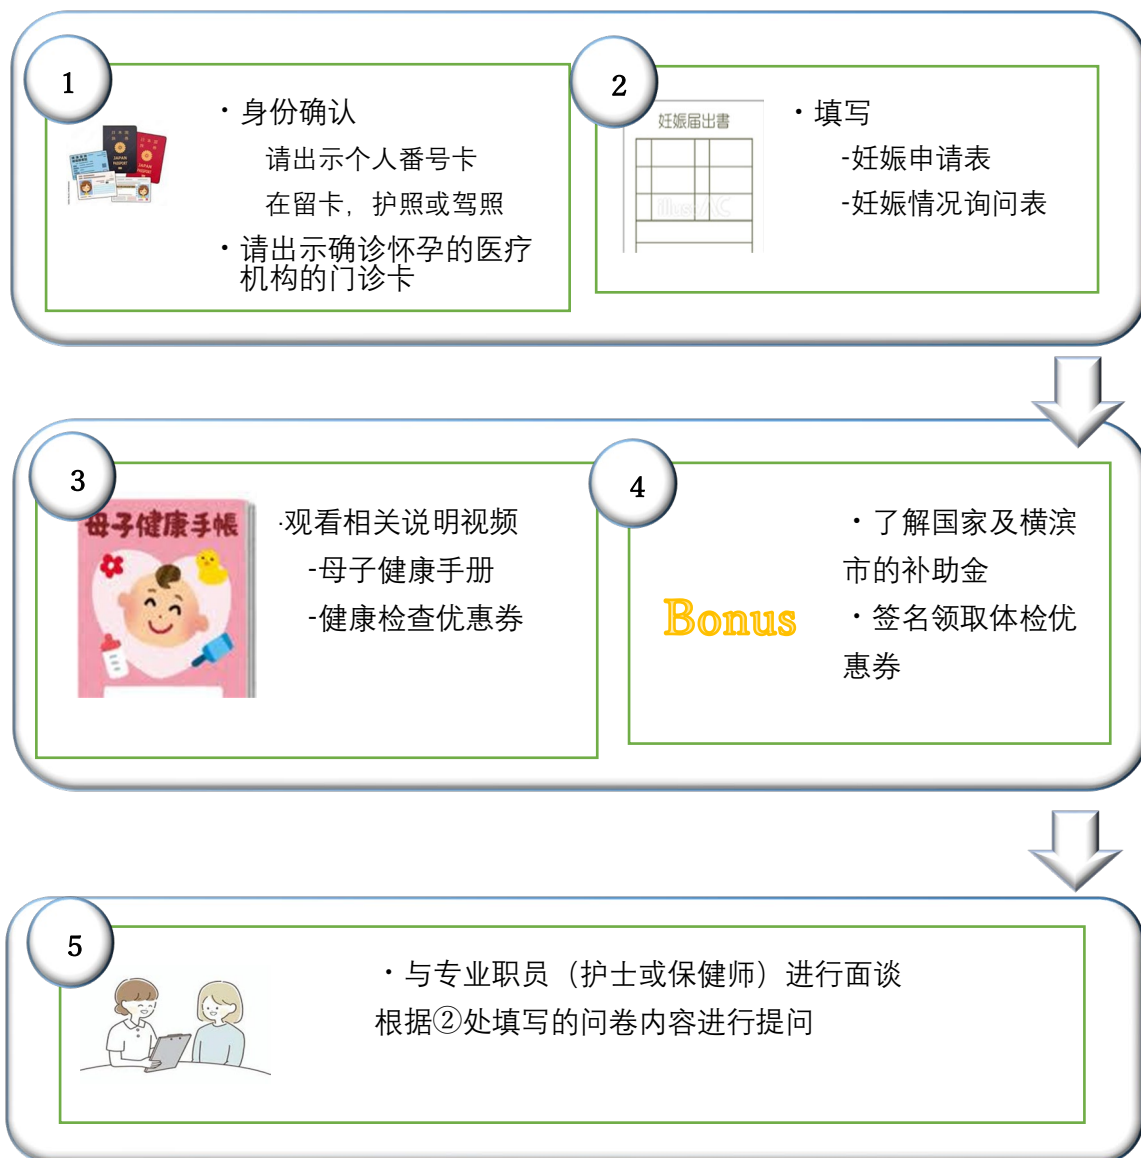 1
・身份确认
请出示个人番号卡
在留卡，护照或驾照
・请出示确诊怀孕的医疗
机构的门诊卡
JAPAN
PASSPORT
JAPAN
PASSPORT
2
妊娠届出書
・填写
-妊娠申请表
-妊娠情况询问表
3
母子健康手帳
·观看相关说明视频
-母子健康手册
-健康检查优惠券
4
Bonus
・了解国家及横滨
市的补助金
・签名领取体检优
惠券
5
・与专业职员（护士或保健师）进行面谈
根据②处填写的问卷内容进行提问